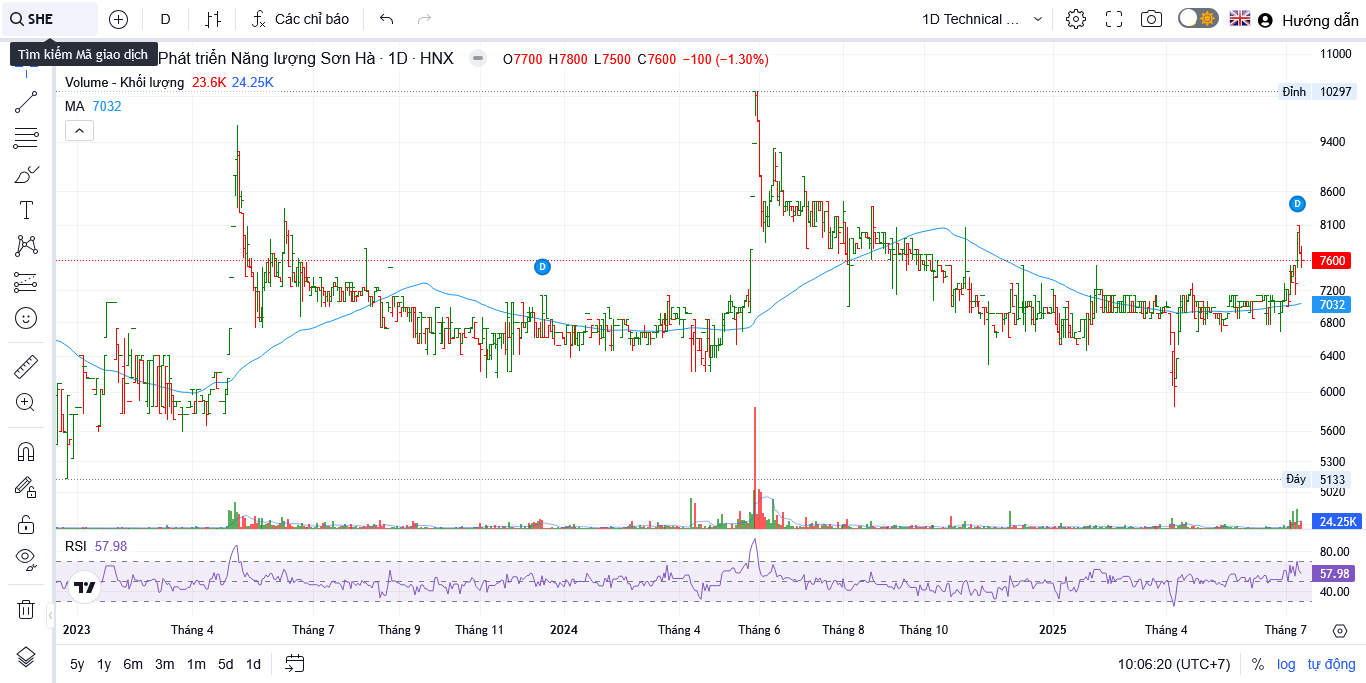 SHE
D
Các chỉ báo
1D Technical ...
Hướng dẫn
Tìm kiếm Mã giao dịch
Phát triển Năng lượng Sơn Hà · 1D · HNX
O7700 H7800 L7500 C7600 −100 (−1.30%)
Volume - Khối lượng 23.6K 24.25K
MA 7032
11000
Đỉnh 10297
9400
8600
D
8100
D
7600
7200
7032
6800
6400
6000
5600
5300
Đáy 5133
5020
24.25K
RSI 57.98
80.00
57.98
40.00
2023 Tháng 4 Tháng 7 Tháng 9 Tháng 11 2024 Tháng 4 Tháng 6 Tháng 8 Tháng 10 2025 Tháng 4 Tháng 7
5y 1y 6m 3m 1m 5d 1d
10:06:20 (UTC+7) % log tự động